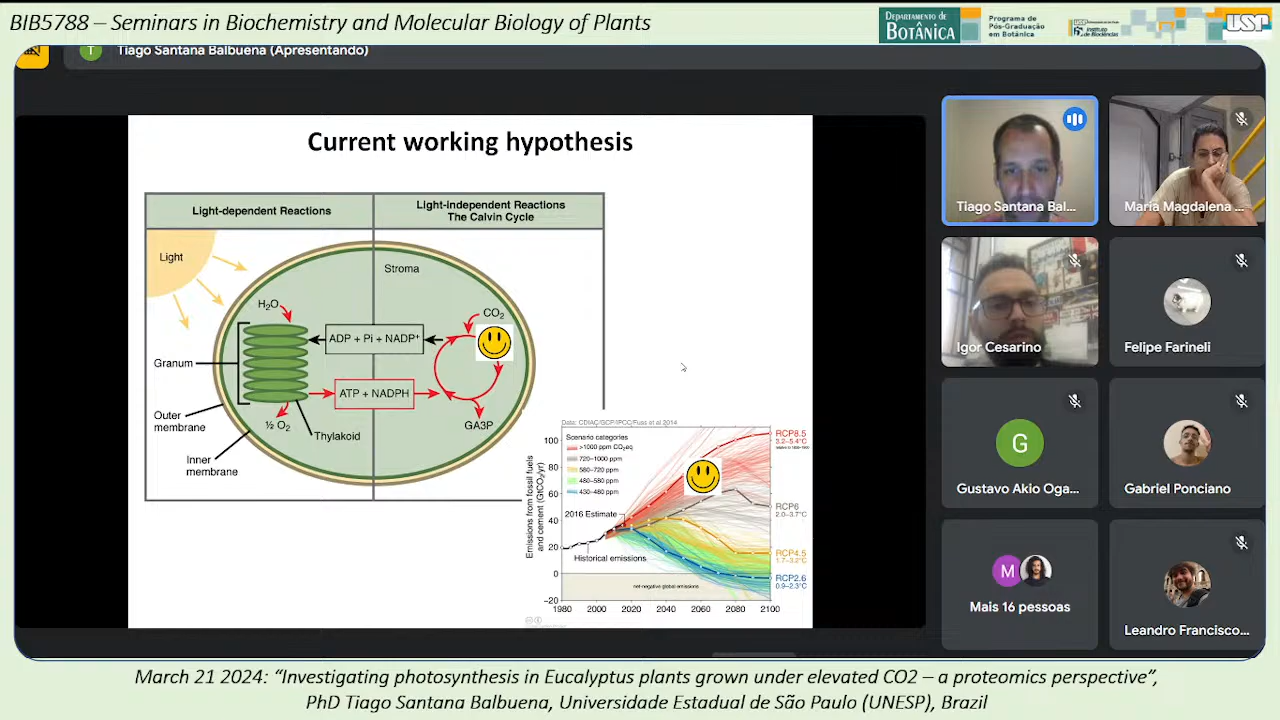 BIB5788 – Seminars in Biochemistry and Molecular Biology of Plants
DEPARTAMENTO DE
BOTÂNICA
Programa de
Pós-Graduação
em Botânica
USP
T
Tiago Santana Balbuena (Apresentando)
Current working hypothesis
Light-dependent Reactions
Light-independent Reactions
The Calvin Cycle
Light
Stroma
H₂O
CO₂
ADP + Pi + NADP⁺
Granum
ATP + NADPH
Outer
membrane
½ O₂
Thylakoid
GA3P
Inner
membrane
Data: CDIAC/GCP/IPCC/Fuss et al 2014
Emissions from fossil fuels
and cement (GtCO₂/yr)
100
80
60
40
20
0
−20
Scenario categories
>1000 ppm CO₂eq
720–1000 ppm
580–720 ppm
480–580 ppm
430–480 ppm
2016 Estimate
Historical emissions
net-negative global emissions
RCP8.5
3.2–5.4°C
RCP6
2.0–3.7°C
RCP4.5
1.7–3.2°C
RCP2.6
0.9–2.3°C
1980 2000 2020 2040 2060 2080 2100
Tiago Santana Bal...
Maria Magdalena ...
Igor Cesarino
Felipe Farineli
G
Gustavo Akio Oga...
Gabriel Ponciano
M
Mais 16 pessoas
Leandro Francisco...
March 21 2024: “Investigating photosynthesis in Eucalyptus plants grown under elevated CO2 – a proteomics perspective”,
PhD Tiago Santana Balbuena, Universidade Estadual de São Paulo (UNESP), Brazil